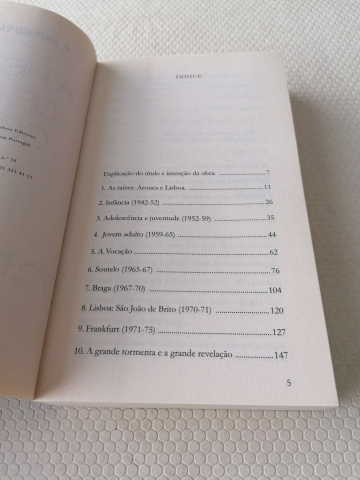 ÍNDICE
Explicação do título e intenção da obra. 7
1. As raízes: Arouca e Lisboa. 11
2. Infância (1942-52) 26
3. Adolescência e juventude (1952-59) 35
4. Jovem adulto (1959-65) 44
5. A Vocação 62
6. Soutelo (1965-67) 76
7. Braga (1967-70) 104
8. Lisboa: São João de Brito (1970-71) 120
9. Frankfurt (1971-75) 127
10. A grande tormenta e a grande revelação 147
5